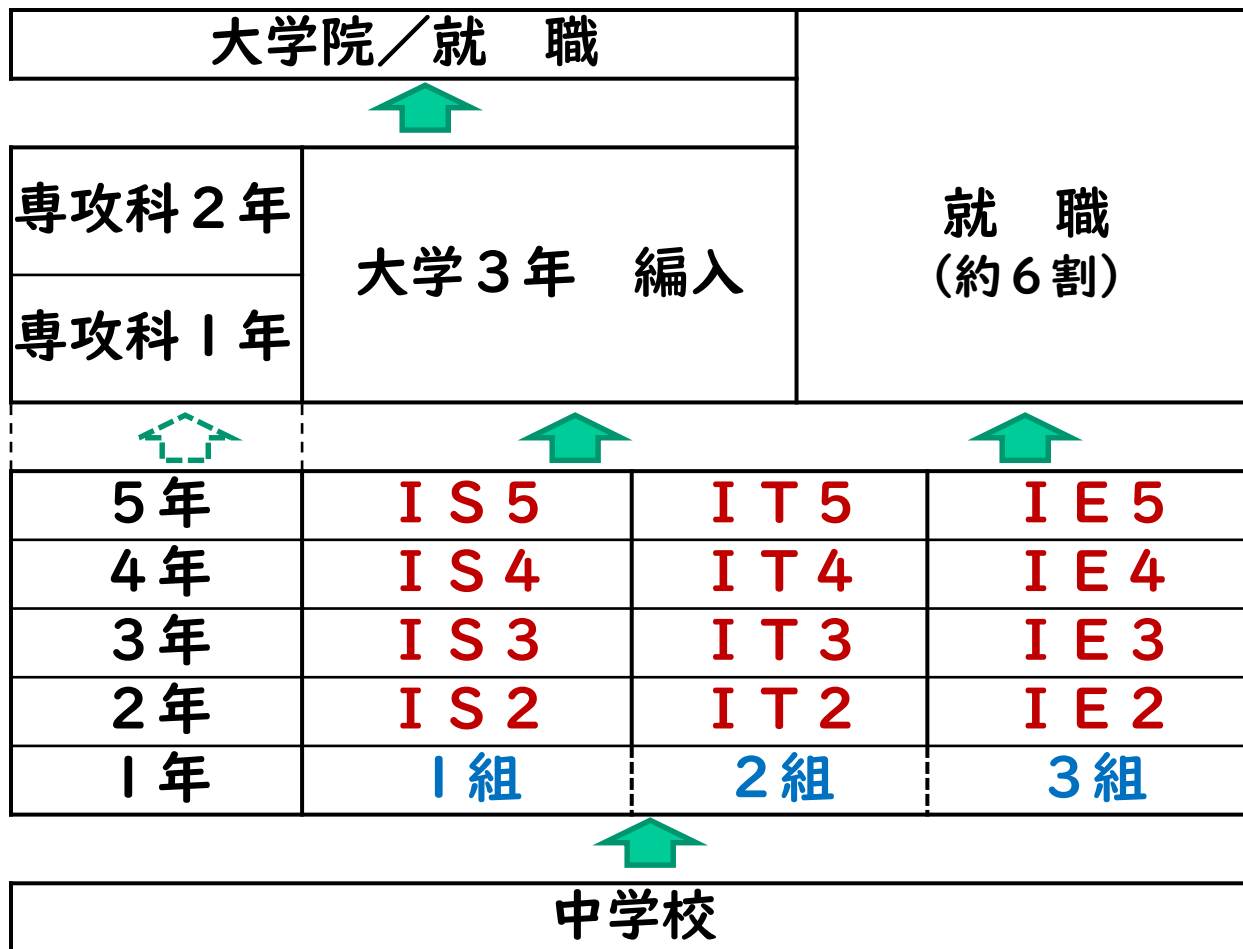 大学院／就　職
専攻科２年
大学３年　編入
就　職
（約６割）
専攻科１年
５年 ＩＳ５ ＩＴ５ ＩＥ５
４年 ＩＳ４ ＩＴ４ ＩＥ４
３年 ＩＳ３ ＩＴ３ ＩＥ３
２年 ＩＳ２ ＩＴ２ ＩＥ２
１年 １組 ２組 ３組
中学校